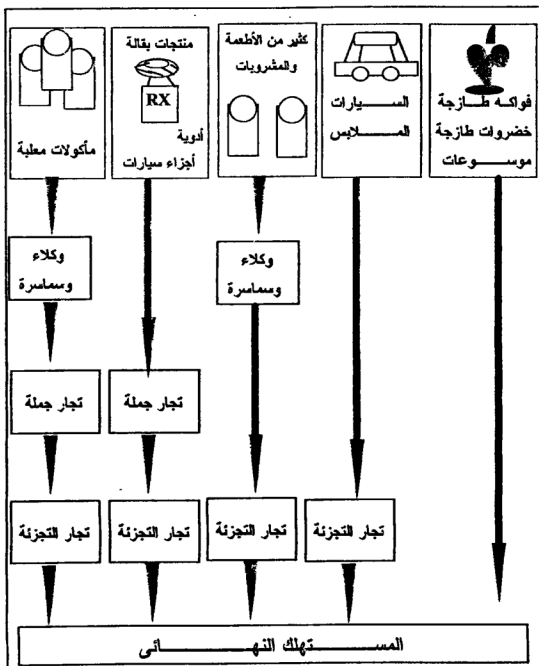 فواكه طازجة
خضروات طازجة
موسوعات
السيارات
الملابس
كثير من الأطعمة
والمشروبات
منتجات بقالة
RX
أدوية
أجزاء سيارات
مأكولات معلبة
وكلاء
وسماسرة
وكلاء
وسماسرة
تجار جملة
تجار جملة
تجار التجزئة
تجار التجزئة
تجار التجزئة
تجار التجزئة
المستهلك النهائى